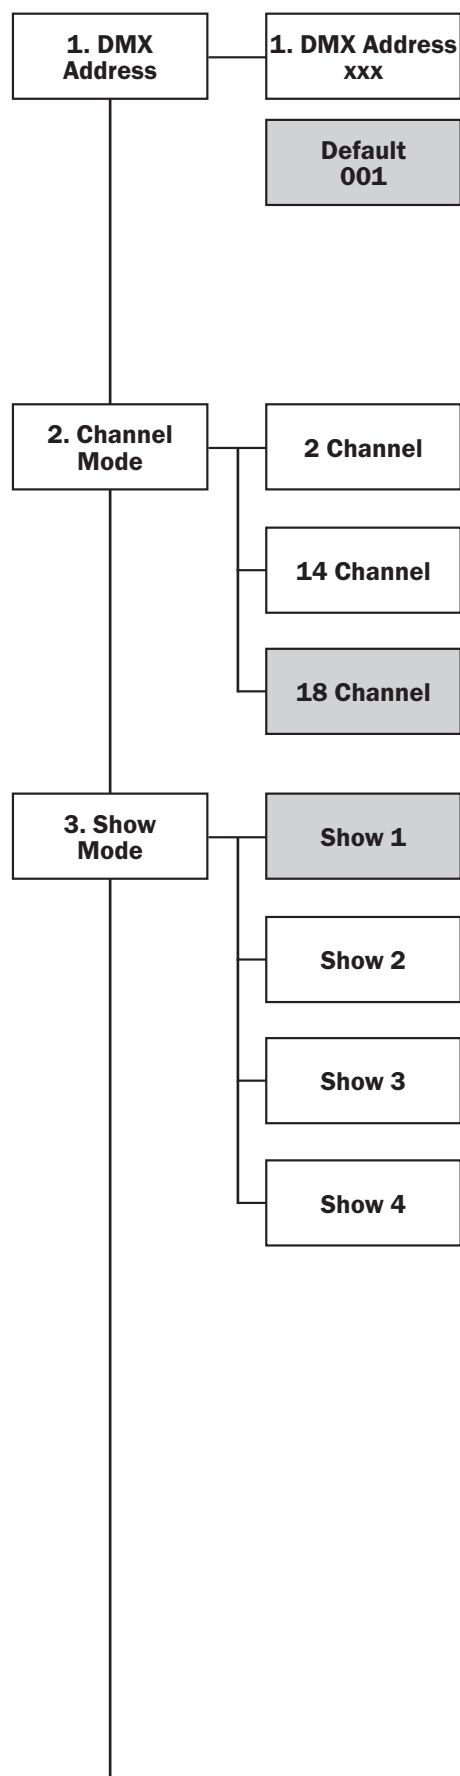 1. DMX
Address
1. DMX Address
xxx
Default
001
2. Channel
Mode
2 Channel
14 Channel
18 Channel
3. Show
Mode
Show 1
Show 2
Show 3
Show 4